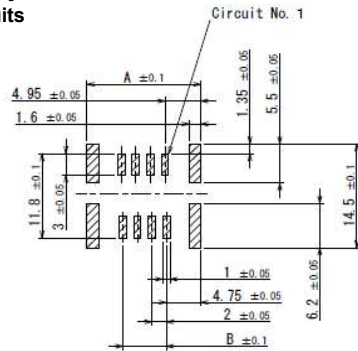 uits
Circuit No. 1
A ±0.1
4.95 ±0.05
1.6 ±0.05
1.35 ±0.05
5.5 ±0.05
11.8 ±0.1
3 ±0.05
14.5 ±0.1
6.2 ±0.05
1 ±0.05
4.75 ±0.05
2 ±0.05
B ±0.1